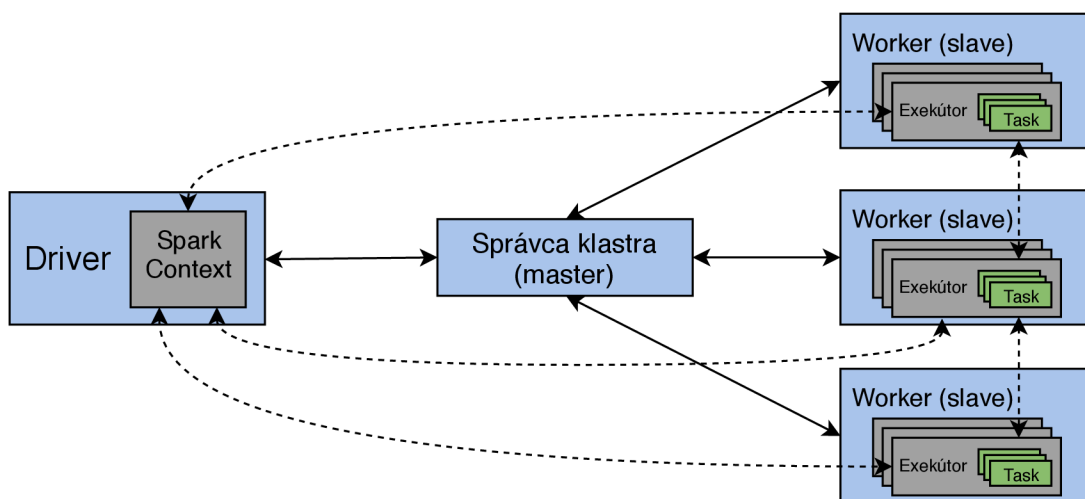 Worker (slave)
Exekútor
Task
Driver
Spark
Context
Správca klastra
(master)
Worker (slave)
Exekútor
Task
Worker (slave)
Exekútor
Task